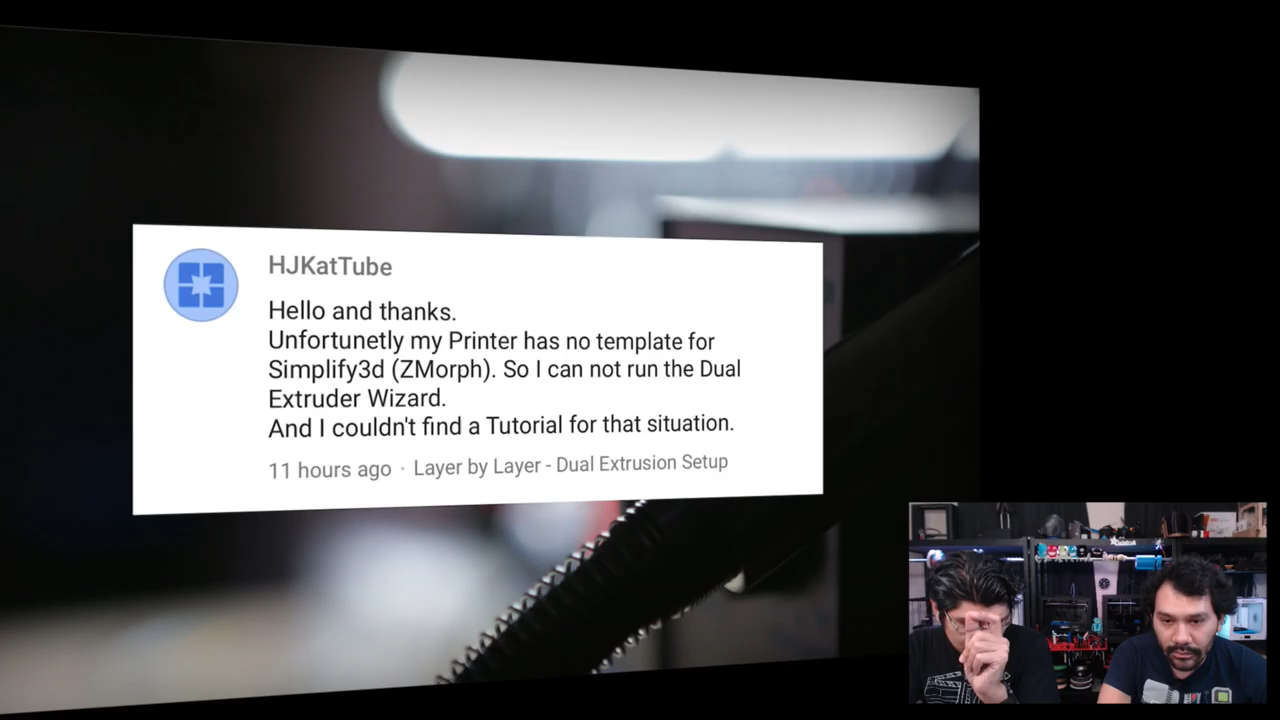 HJKatTube
Hello and thanks.
Unfortunetly my Printer has no template for
Simplify3d (ZMorph). So I can not run the Dual
Extruder Wizard.
And I couldn't find a Tutorial for that situation.
11 hours ago · Layer by Layer - Dual Extrusion Setup